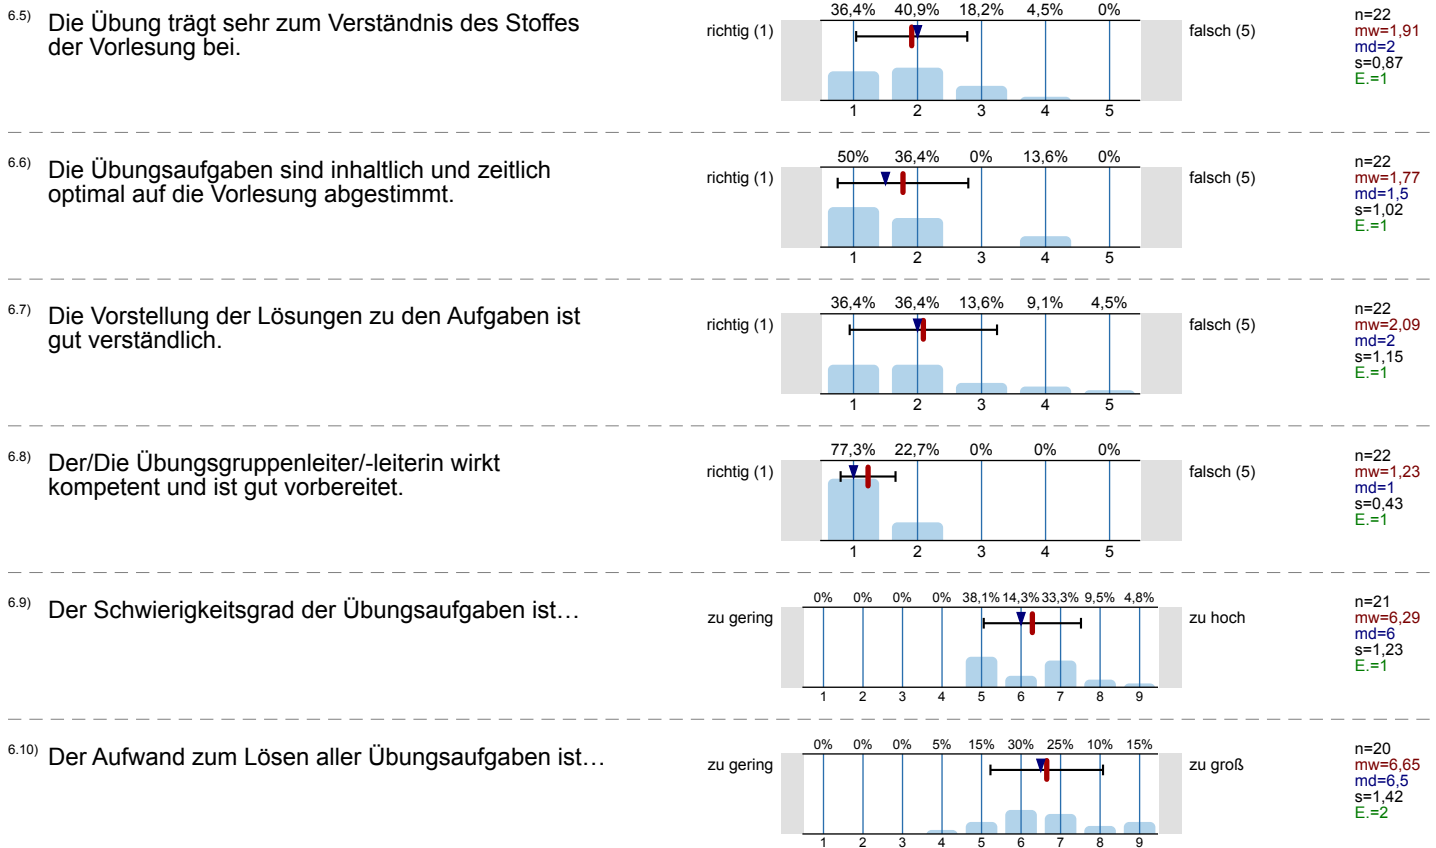 6.5) Die Übung trägt sehr zum Verständnis des Stoffes
der Vorlesung bei.
36,4% 40,9% 18,2% 4,5% 0%
richtig (1) falsch (5)
1 2 3 4 5
n=22
mw=1,91
md=2
s=0,87
E.=1
6.6) Die Übungsaufgaben sind inhaltlich und zeitlich
optimal auf die Vorlesung abgestimmt.
50% 36,4% 0% 13,6% 0%
richtig (1) falsch (5)
1 2 3 4 5
n=22
mw=1,77
md=1,5
s=1,02
E.=1
6.7) Die Vorstellung der Lösungen zu den Aufgaben ist
gut verständlich.
36,4% 36,4% 13,6% 9,1% 4,5%
richtig (1) falsch (5)
1 2 3 4 5
n=22
mw=2,09
md=2
s=1,15
E.=1
6.8) Der/Die Übungsgruppenleiter/-leiterin wirkt
kompetent und ist gut vorbereitet.
77,3% 22,7% 0% 0% 0%
richtig (1) falsch (5)
1 2 3 4 5
n=22
mw=1,23
md=1
s=0,43
E.=1
6.9) Der Schwierigkeitsgrad der Übungsaufgaben ist…
0% 0% 0% 0% 38,1% 14,3% 33,3% 9,5% 4,8%
zu gering zu hoch
1 2 3 4 5 6 7 8 9
n=21
mw=6,29
md=6
s=1,23
E.=1
6.10) Der Aufwand zum Lösen aller Übungsaufgaben ist…
0% 0% 0% 5% 15% 30% 25% 10% 15%
zu gering zu groß
1 2 3 4 5 6 7 8 9
n=20
mw=6,65
md=6,5
s=1,42
E.=2